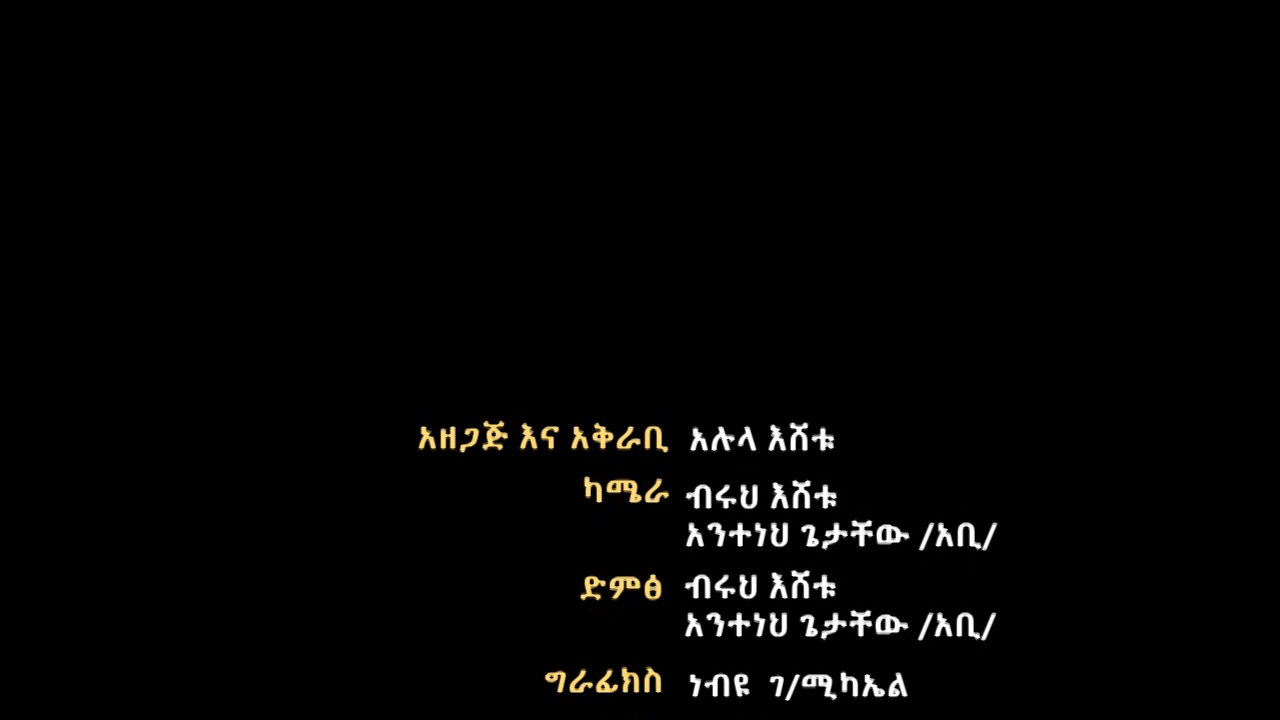 አዘጋጅ እና አቅራቢ አሉላ እሸቱ
ካሜራ ብሩህ እሸቱ
አንተነህ ጌታቸው /አቢ/
ድምፅ ብሩህ እሸቱ
አንተነህ ጌታቸው /አቢ/
ግራፊክስ ነብዩ ገ/ሚካኤል